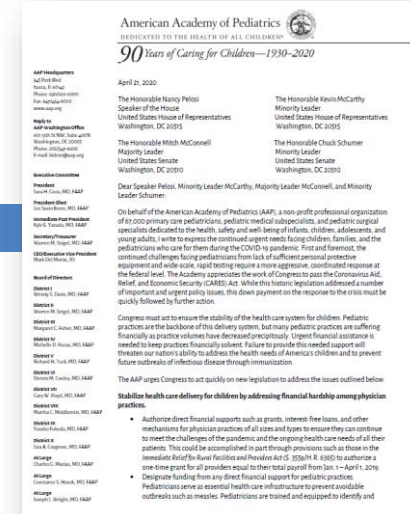 American Academy of Pediatrics
DEDICATED TO THE HEALTH OF ALL CHILDREN®
90 Years of Caring for Children—1930–2020
AAP Headquarters
345 Park Blvd
Itasca, IL 60143
www.aap.org
Reply to
AAP Washington Office
Washington, DC 20005
Executive Committee
President
Sara H. Goza, MD, FAAP
President-Elect
Lee Savio Beers, MD, FAAP
Immediate Past President
Kyle E. Yasuda, MD, FAAP
Secretary/Treasurer
Warren M. Seigel, MD, FAAP
CEO/Executive Vice President
Mark Del Monte, JD
Board of Directors
District I
Wendy S. Davis, MD, FAAP
District II
Warren M. Seigel, MD, FAAP
District III
Margaret C. Fisher, MD, FAAP
District IV
Michelle D. Fiscus, MD, FAAP
District V
Richard H. Tuck, MD, FAAP
District VI
Dennis M. Cooley, MD, FAAP
District VII
Gary W. Floyd, MD, FAAP
District VIII
Martha C. Middlemist, MD, FAAP
District IX
Yasuko Fukuda, MD, FAAP
District X
Lisa A. Cosgrove, MD, FAAP
At Large
Charles G. Macias, MD, FAAP
At Large
Constance S. Houck, MD, FAAP
At Large
Joseph L. Wright, MD, FAAP
April 21, 2020
The Honorable Nancy Pelosi
Speaker of the House
United States House of Representatives
Washington, DC 20515
The Honorable Kevin McCarthy
Minority Leader
United States House of Representatives
Washington, DC 20515
The Honorable Mitch McConnell
Majority Leader
United States Senate
Washington, DC 20510
The Honorable Chuck Schumer
Minority Leader
United States Senate
Washington, DC 20510
Dear Speaker Pelosi, Minority Leader McCarthy, Majority Leader McConnell, and Minority
Leader Schumer:
On behalf of the American Academy of Pediatrics (AAP), a non-profit professional organization
of 67,000 primary care pediatricians, pediatric medical subspecialists, and pediatric surgical
specialists dedicated to the health, safety and well-being of infants, children, adolescents, and
young adults, I write to express the continued urgent needs facing children, families, and the
pediatricians who care for them during the COVID-19 pandemic. First and foremost, the
continued challenges facing pediatricians from lack of sufficient personal protective
equipment and wide-scale, rapid testing require a more aggressive, coordinated response at
the federal level. The Academy appreciates the work of Congress to pass the Coronavirus Aid,
Relief, and Economic Security (CARES) Act. While this historic legislation addressed a number
of important and urgent policy issues, this down payment on the response to the crisis must be
quickly followed by further action.
Congress must act to ensure the stability of the health care system for children. Pediatric
practices are the backbone of this delivery system, but many pediatric practices are suffering
financially as practice volumes have decreased precipitously. Urgent financial assistance is
needed to keep practices financially solvent. Failure to provide this needed support will
threaten our nation's ability to address the health needs of America's children and to prevent
future outbreaks of infectious disease through immunization.
The AAP urges Congress to act quickly on new legislation to address the issues outlined below.
Stabilize health care delivery for children by addressing financial hardship among physician
practices.
• Authorize direct financial supports such as grants, interest-free loans, and other
mechanisms for physician practices of all sizes and types to ensure they can continue
to meet the challenges of the pandemic and the ongoing health care needs of all their
patients. This could be accomplished in part through provisions such as those in the
Immediate Relief for Rural Facilities and Providers Act (S. 3559/H.R. 6365) to authorize a
one-time grant for all providers equal to their total payroll from Jan. 1 – April 1, 2019.
• Designate funding from any direct financial support for pediatric practices.
Pediatricians serve as essential health care infrastructure to prevent avoidable
outbreaks such as measles. Pediatricians are trained and equipped to identify and